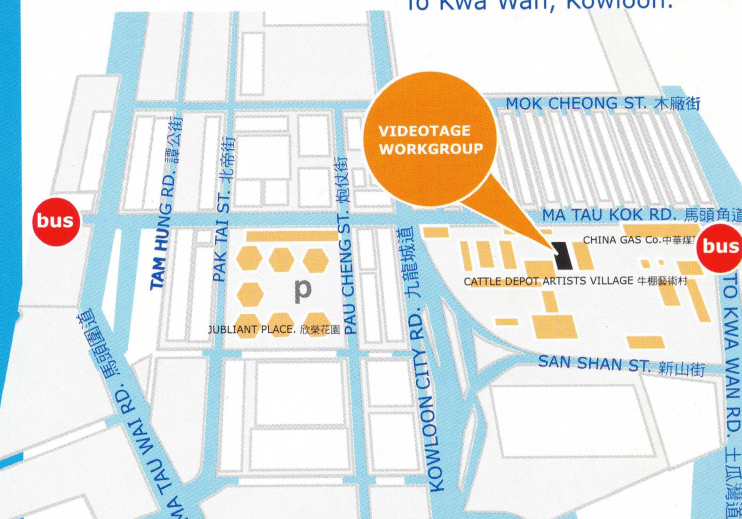 To Kwa Wan, Kowloon.
MOK CHEONG ST. 木廠街
VIDEOTAGE
WORKGROUP
TAM HUNG RD. 譚公街
PAK TAI ST. 北帝街
PAU CHENG ST. 炮仗街
bus
MA TAU KOK RD. 馬頭角道
CHINA GAS Co.中華煤
bus
CATTLE DEPOT ARTISTS VILLAGE 牛棚藝術村
p
JUBLIANT PLACE. 欣榮花園
KOWLOON CITY RD. 九龍城道
SAN SHAN ST. 新山街
MA TAU WAI RD. 馬頭圍道
TO KWA WAN RD. 土瓜灣道